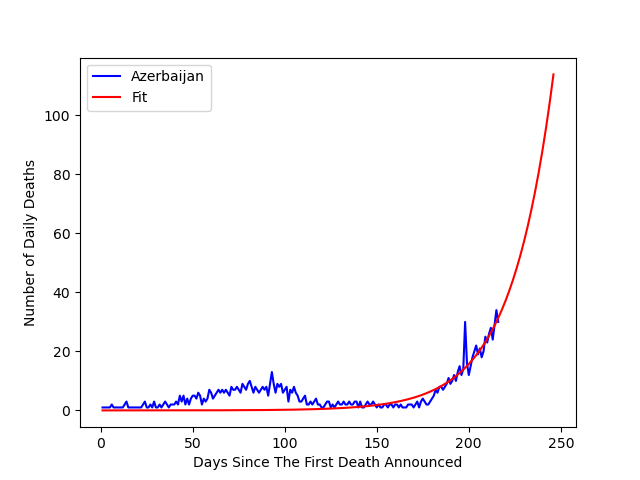 Azerbaijan
Fit
100
80
60
40
20
0
Number of Daily Deaths
0 50 100 150 200 250
Days Since The First Death Announced